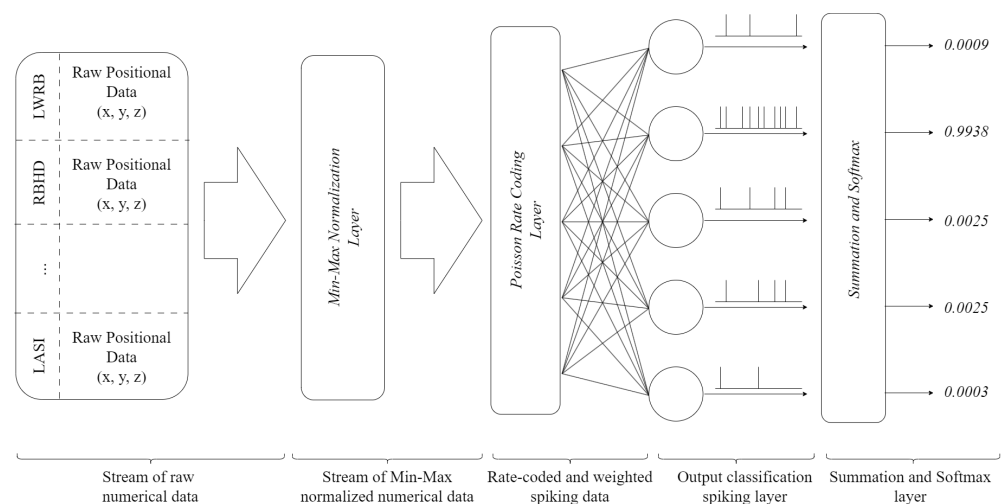 LWRB
Raw Positional
Data
(x, y, z)
RBHD
Raw Positional
Data
(x, y, z)
...
LASI
Raw Positional
Data
(x, y, z)
Min-Max Normalization
Layer
Poisson Rate Coding
Layer
Summation and Softmax
0.0009
0.9938
0.0025
0.0025
0.0003
Stream of raw
numerical data
Stream of Min-Max
normalized numerical data
Rate-coded and weighted
spiking data
Output classification
spiking layer
Summation and Softmax
layer